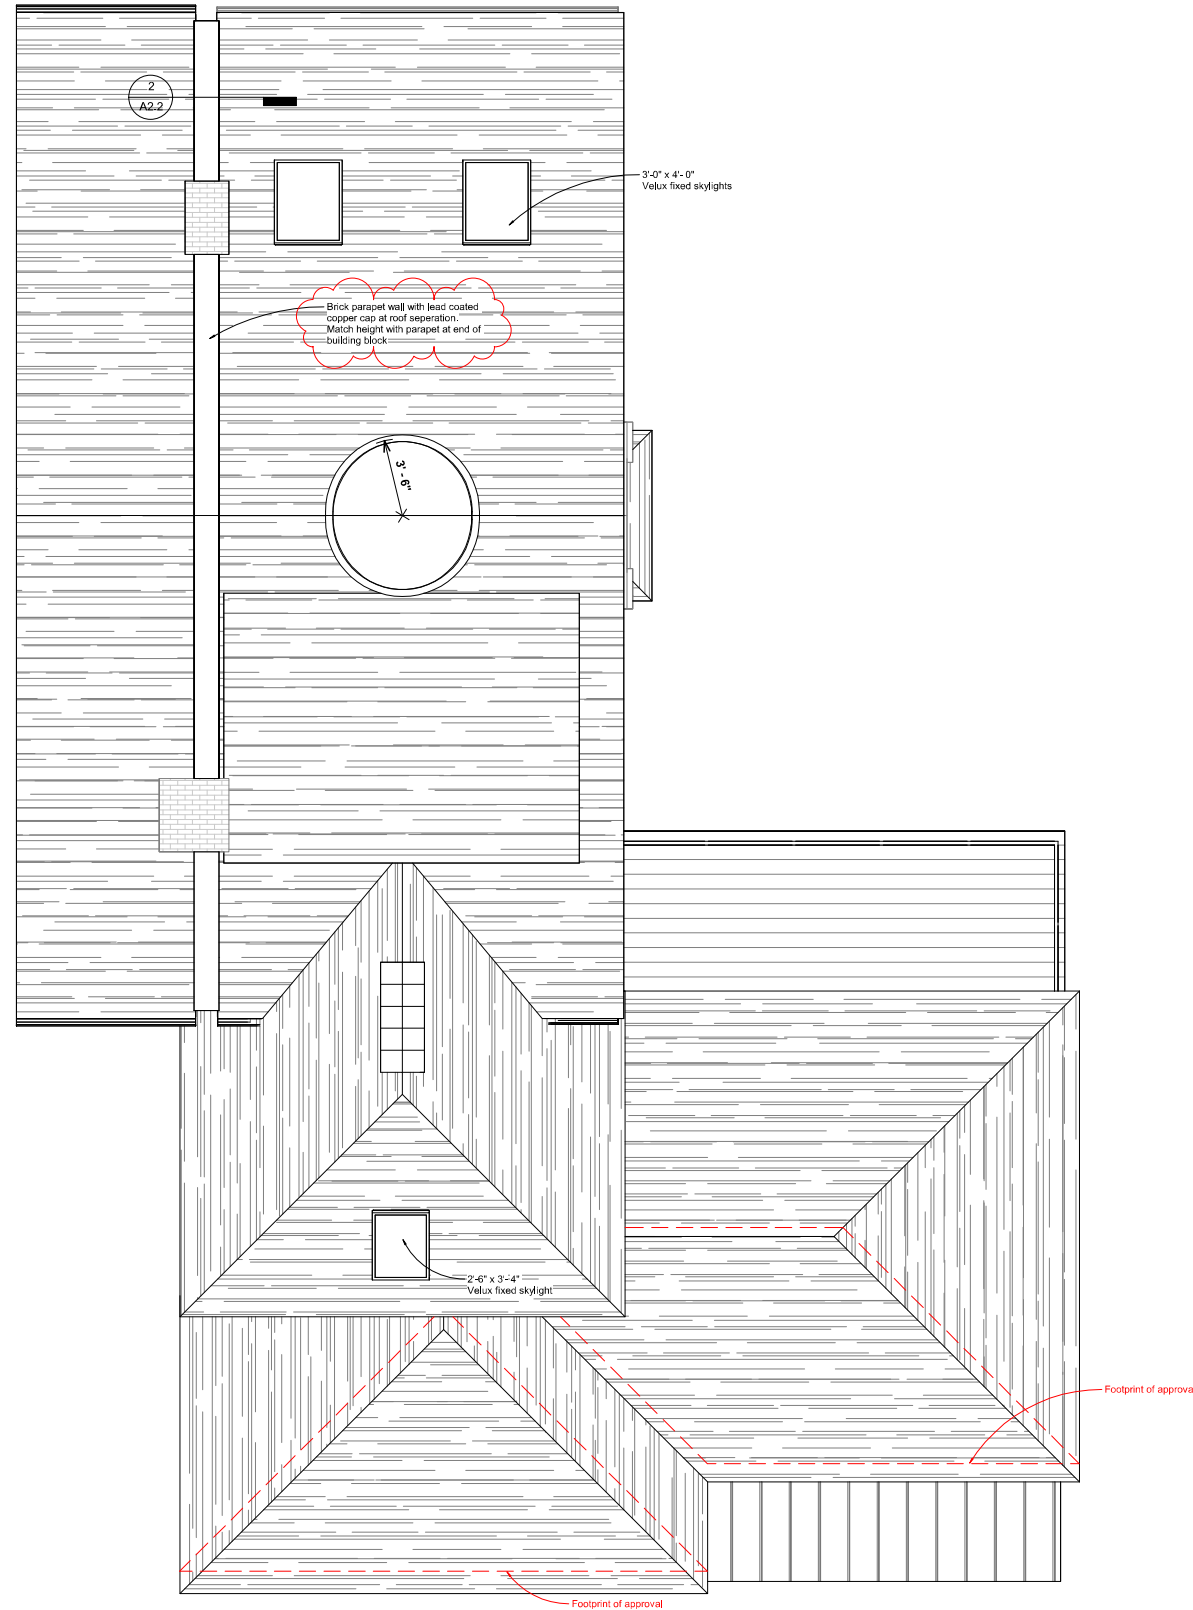 2
A2.2
3'-0" x 4'- 0"
Velux fixed skylights
Brick parapet wall with lead coated
copper cap at roof seperation.
Match height with parapet at end of
building block
3' - 6"
2'-6" x 3'-4"
Velux fixed skylight
Footprint of approva
Footprint of approval